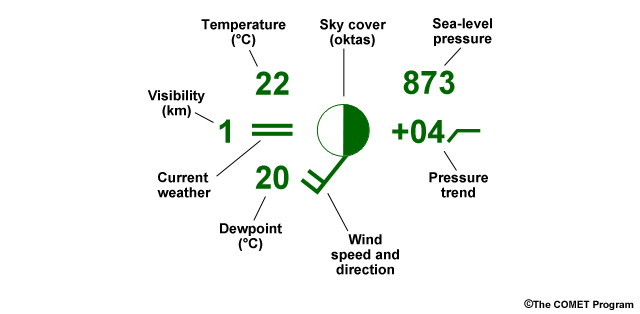 Temperature
(°C)
Sky cover
(oktas)
Sea-level
pressure
22
873
Visibility
(km)
1
+04
Current
weather
20
Pressure
trend
Dewpoint
(°C)
Wind
speed and
direction
©The COMET Program